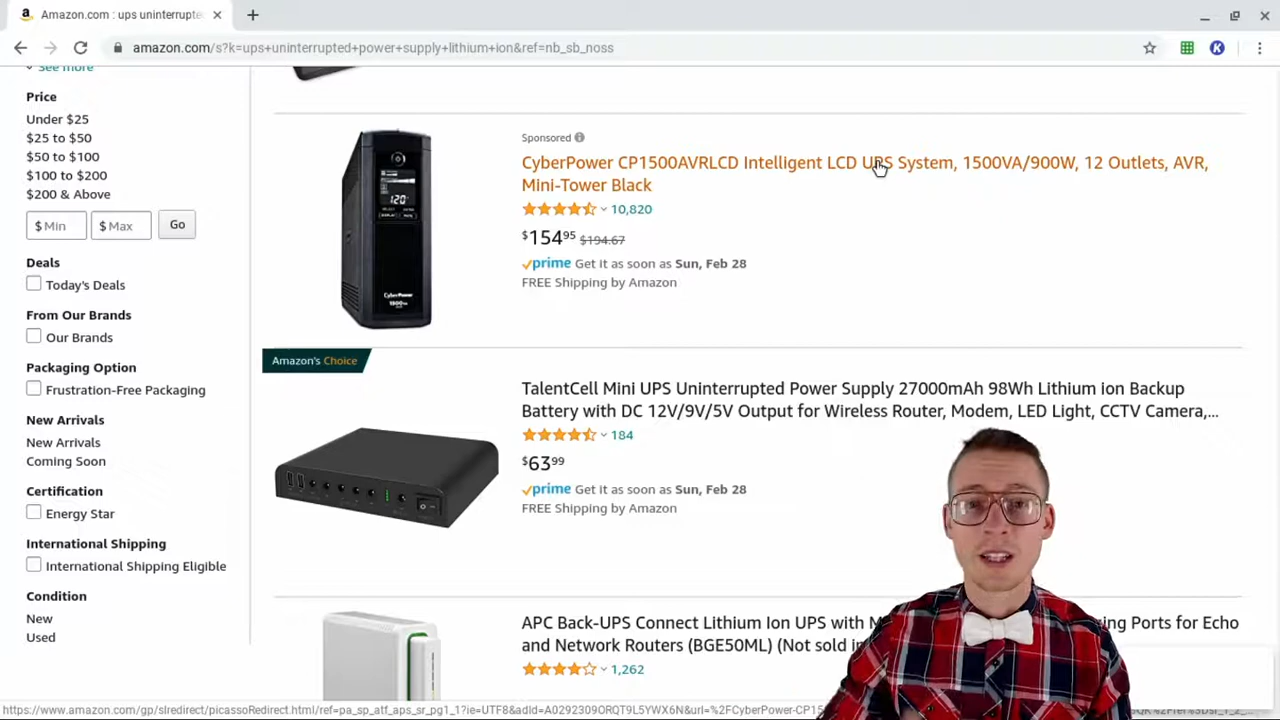 Amazon.com : ups uninterrupte
amazon.com/s?k=ups+uninterrupted+power+supply+lithium+ion&ref=nb_sb_noss
See more
Price
Under $25
$25 to $50
$50 to $100
$100 to $200
$200 & Above
$ Min
$ Max
Go
Deals
Today's Deals
From Our Brands
Our Brands
Packaging Option
Frustration-Free Packaging
New Arrivals
New Arrivals
Coming Soon
Certification
Energy Star
International Shipping
International Shipping Eligible
Condition
New
Used
Sponsored
CyberPower CP1500AVRLCD Intelligent LCD UPS System, 1500VA/900W, 12 Outlets, AVR,
Mini-Tower Black
10,820
$154 95 $194.67
prime Get it as soon as Sun, Feb 28
FREE Shipping by Amazon
120
CyberPower
Amazon's Choice
TalentCell Mini UPS Uninterrupted Power Supply 27000mAh 98Wh Lithium ion Backup
Battery with DC 12V/9V/5V Output for Wireless Router, Modem, LED Light, CCTV Camera,...
184
$63 99
prime Get it as soon as Sun, Feb 28
FREE Shipping by Amazon
APC Back-UPS Connect Lithium Ion UPS with M ing Ports for Echo
and Network Routers (BGE50ML) (Not sold in
1,262